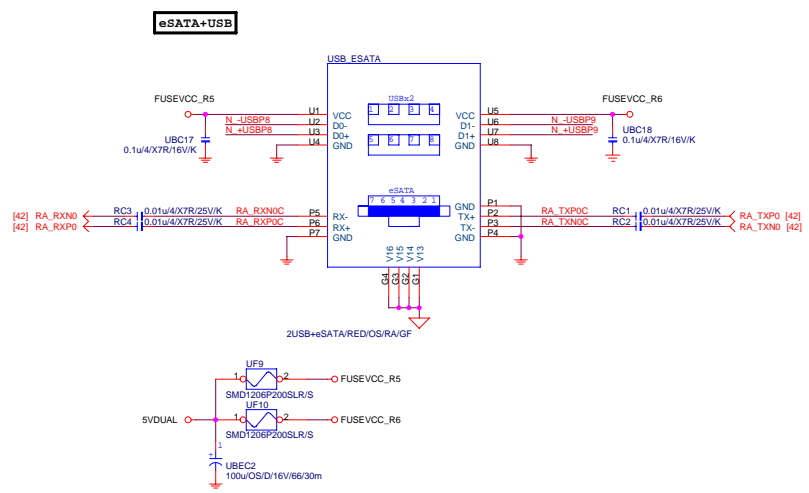 eSATA+USB
USB_ESATA
FUSEVCC_R5
FUSEVCC_R6
USBx2
U1 VCC
VCC U5
N_-USBP8 U2 D0-
D1- U6 N_-USBP9
N_+USBP8 U3 D0+
D1+ U7 N_+USBP9
U4 GND
GND U8
1 2 3 4
5 6 7 8
UBC17
0.1u/4/X7R/16V/K
UBC18
0.1u/4/X7R/16V/K
eSATA
7 6 5 4 3 2 1
GND P1
[42] RA_RXN0 RC3 0.01u/4/X7R/25V/K RA_RXN0C P5 RX-
TX+ P2 RA_TXP0C RC1 0.01u/4/X7R/25V/K RA_TXP0 [42]
[42] RA_RXP0 RC4 0.01u/4/X7R/25V/K RA_RXP0C P6 RX+
TX- P3 RA_TXN0C RC2 0.01u/4/X7R/25V/K RA_TXN0 [42]
P7 GND
GND P4
V16 V15 V14 V13
G4 G3 G2 G1
2USB+eSATA/RED/OS/RA/GF
UF9
1 2 FUSEVCC_R5
SMD1206P200SLR/S
UF10
5VDUAL 1 2 FUSEVCC_R6
SMD1206P200SLR/S
1
+
UBEC2
100u/OS/D/16V/66/30m